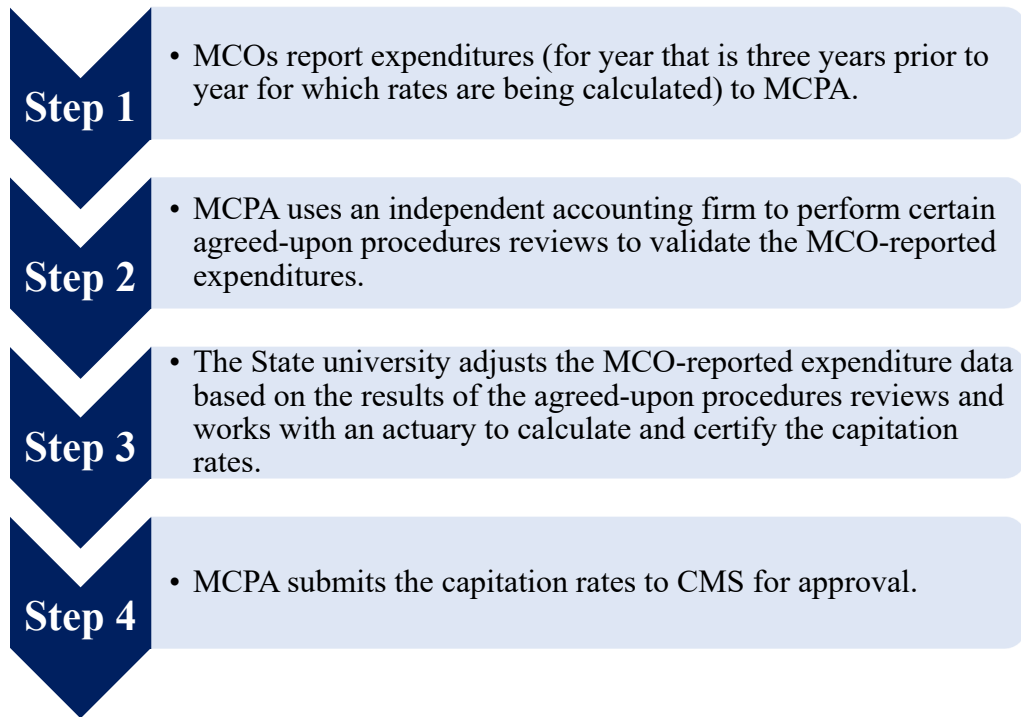 Step 1
• MCOs report expenditures (for year that is three years prior to
year for which rates are being calculated) to MCPA.
Step 2
• MCPA uses an independent accounting firm to perform certain
agreed-upon procedures reviews to validate the MCO-reported
expenditures.
Step 3
• The State university adjusts the MCO-reported expenditure data
based on the results of the agreed-upon procedures reviews and
works with an actuary to calculate and certify the capitation
rates.
Step 4
• MCPA submits the capitation rates to CMS for approval.